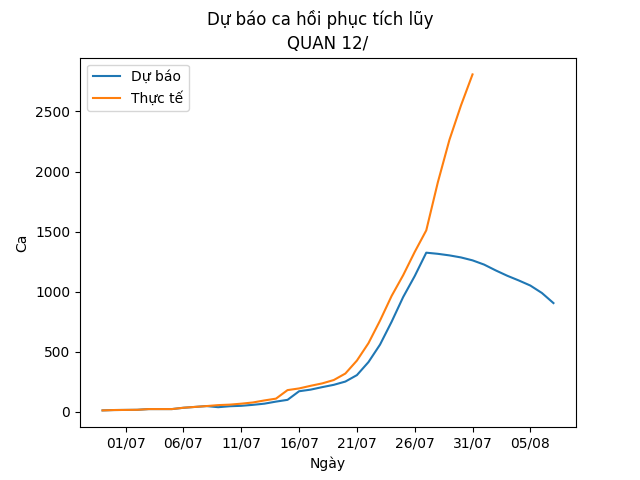 Dự báo ca hồi phục tích lũy
QUAN 12/
Dự báo
Thực tế
Ca
2500
2000
1500
1000
500
0
01/07 06/07 11/07 16/07 21/07 26/07 31/07 05/08
Ngày